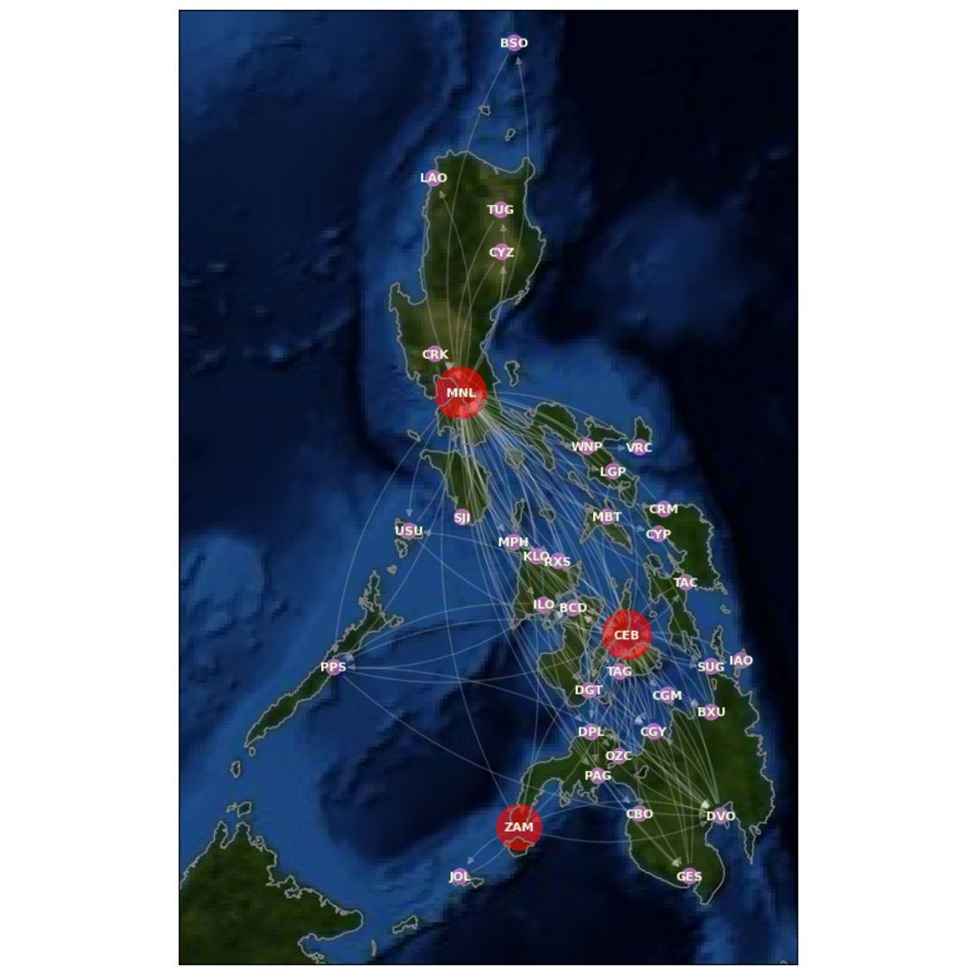 BSO
LAO
TUG
CYZ
CRK
MNL
WNP
VRC
LGP
CRM
MBT
SJI
USU
CYP
MPH
KLO
RXS
TAC
ILO
BCD
CEB
IAO
SUG
PPS
TAG
DGT
CGM
BXU
DPL
CGY
OZC
PAG
CBO
DVO
ZAM
JOL
GES